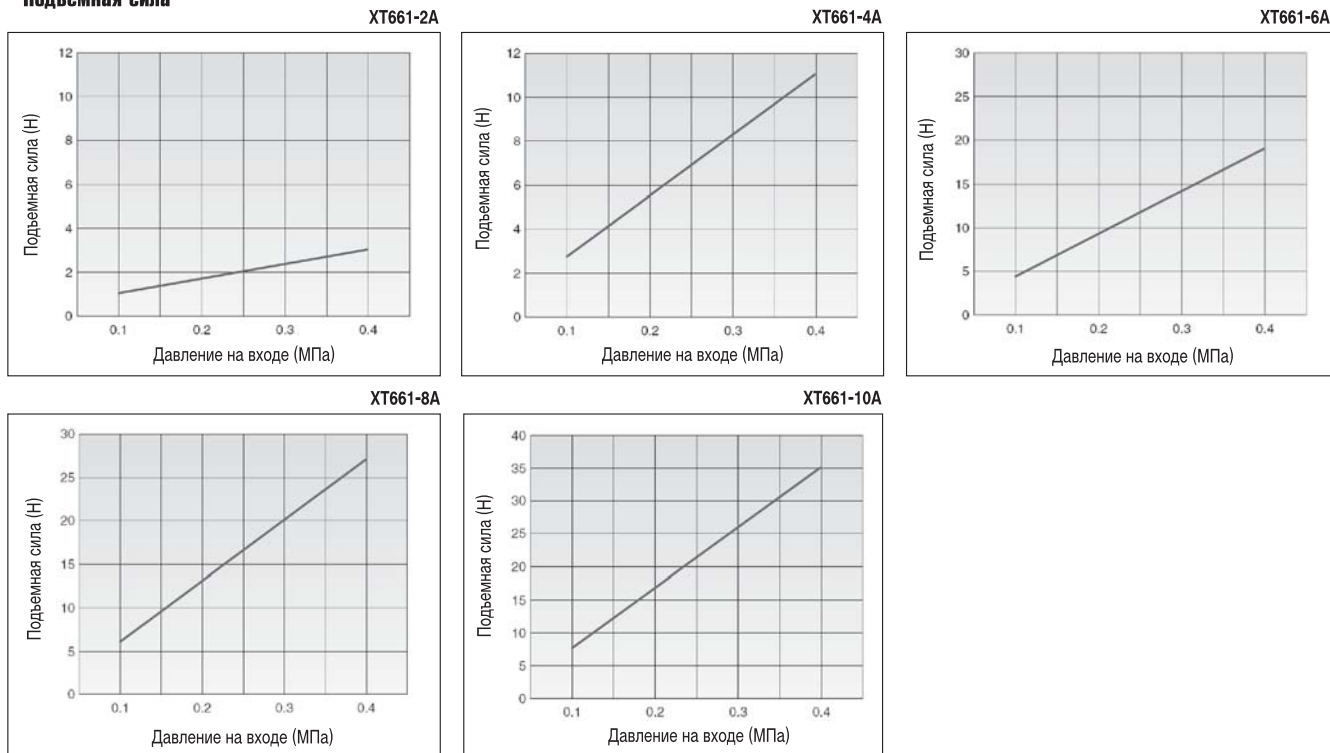 Подъемная сила
XT661-2A
12
10
8
6
4
2
0
0.1 0.2 0.3 0.4
Подъемная сила (Н)
Давление на входе (МПа)
XT661-4A
12
10
8
6
4
2
0
0.1 0.2 0.3 0.4
Подъемная сила (Н)
Давление на входе (МПа)
XT661-6A
30
25
20
15
10
5
0
0.1 0.2 0.3 0.4
Подъемная сила (Н)
Давление на входе (МПа)
XT661-8A
30
25
20
15
10
5
0
0.1 0.2 0.3 0.4
Подъемная сила (Н)
Давление на входе (МПа)
XT661-10A
40
35
30
25
20
15
10
5
0
0.1 0.2 0.3 0.4
Подъемная сила (Н)
Давление на входе (МПа)